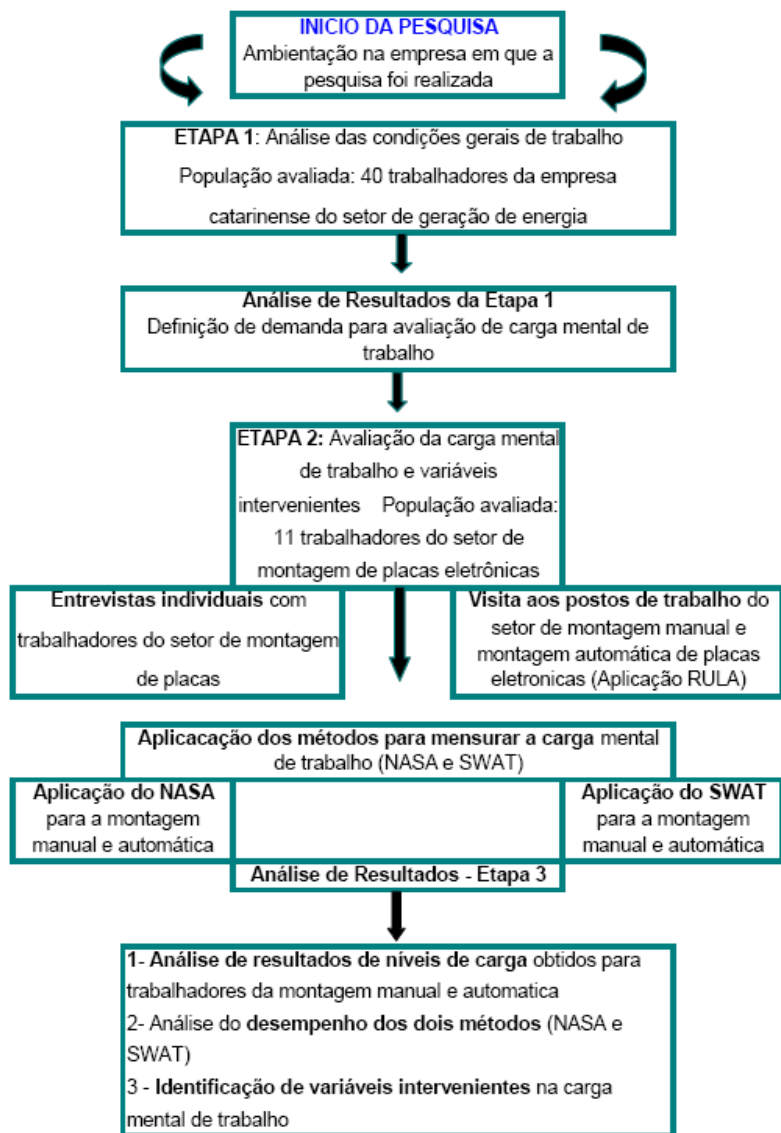 INICIO DA PESQUISA
Ambientação na empresa em que a
pesquisa foi realizada
ETAPA 1: Análise das condições gerais de trabalho
População avaliada: 40 trabalhadores da empresa
catarinense do setor de geração de energia
Análise de Resultados da Etapa 1
Definição de demanda para avaliação de carga mental de
trabalho
ETAPA 2: Avaliação da carga mental
de trabalho e variáveis
intervenientes População avaliada:
11 trabalhadores do setor de
montagem de placas eletrônicas
Entrevistas individuais com
trabalhadores do setor de montagem
de placas
Visita aos postos de trabalho do
setor de montagem manual e
montagem automática de placas
eletronicas (Aplicação RULA)
Aplicacação dos métodos para mensurar a carga mental
de trabalho (NASA e SWAT)
Aplicação do NASA
para a montagem
manual e automática
Aplicação do SWAT
para a montagem
manual e automática
Análise de Resultados - Etapa 3
1- Análise de resultados de níveis de carga obtidos para
trabalhadores da montagem manual e automatica
2- Análise do desempenho dos dois métodos (NASA e
SWAT)
3 - Identificação de variáveis intervenientes na carga
mental de trabalho